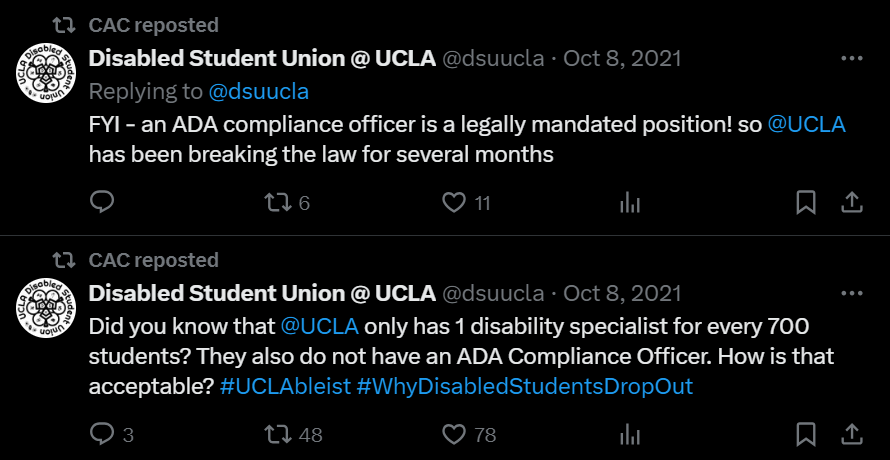 CAC reposted
Disabled Student Union @ UCLA @dsuucla · Oct 8, 2021
Replying to @dsuucla
FYI - an ADA compliance officer is a legally mandated position! so @UCLA
has been breaking the law for several months
6 11
CAC reposted
Disabled Student Union @ UCLA @dsuucla · Oct 8, 2021
Did you know that @UCLA only has 1 disability specialist for every 700
students? They also do not have an ADA Compliance Officer. How is that
acceptable? #UCLAbleist #WhyDisabledStudentsDropOut
3 48 78
UCLA Disabled Student Union
UCLA Disabled Student Union